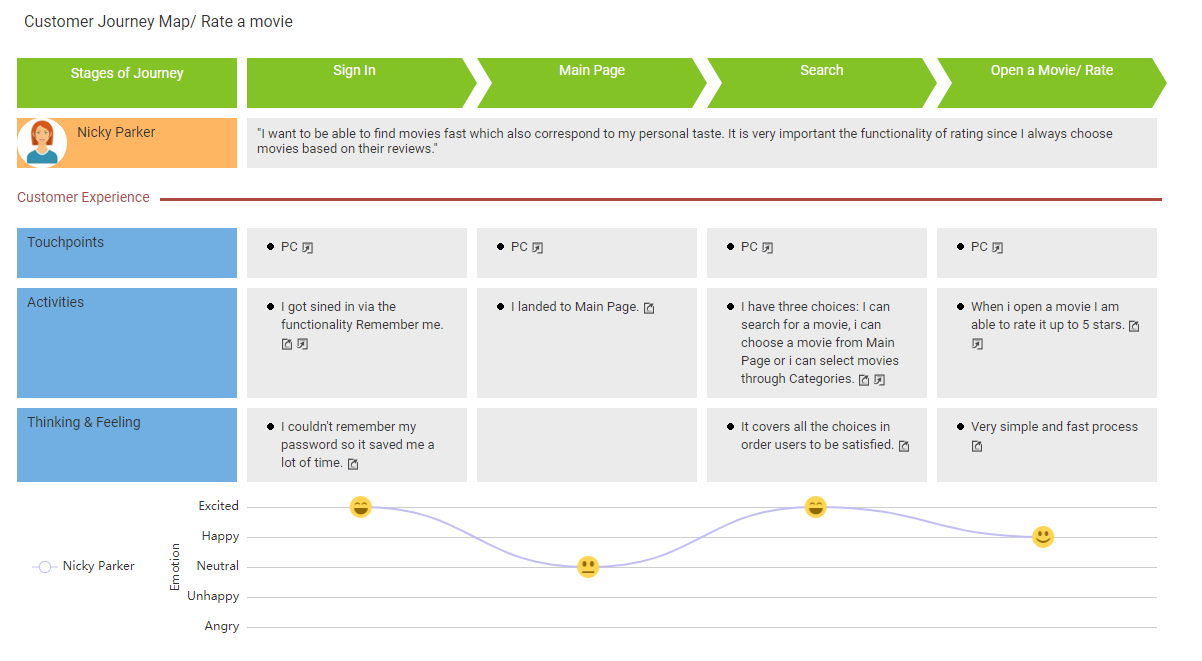 Customer Journey Map/ Rate a movie
Stages of Journey
Sign In
Main Page
Search
Open a Movie/ Rate
Nicky Parker
"I want to be able to find movies fast which also correspond to my personal taste. It is very important the functionality of rating since I always choose
movies based on their reviews."
Customer Experience
Touchpoints
PC
PC
PC
PC
Activities
I got sined in via the
functionality Remember me.
I landed to Main Page.
I have three choices: I can
search for a movie, i can
choose a movie from Main
Page or i can select movies
through Categories.
When i open a movie I am
able to rate it up to 5 stars.
Thinking & Feeling
I couldn't remember my
password so it saved me a
lot of time.
It covers all the choices in
order users to be satisfied.
Very simple and fast process
Nicky Parker
Emotion
Excited
Happy
Neutral
Unhappy
Angry